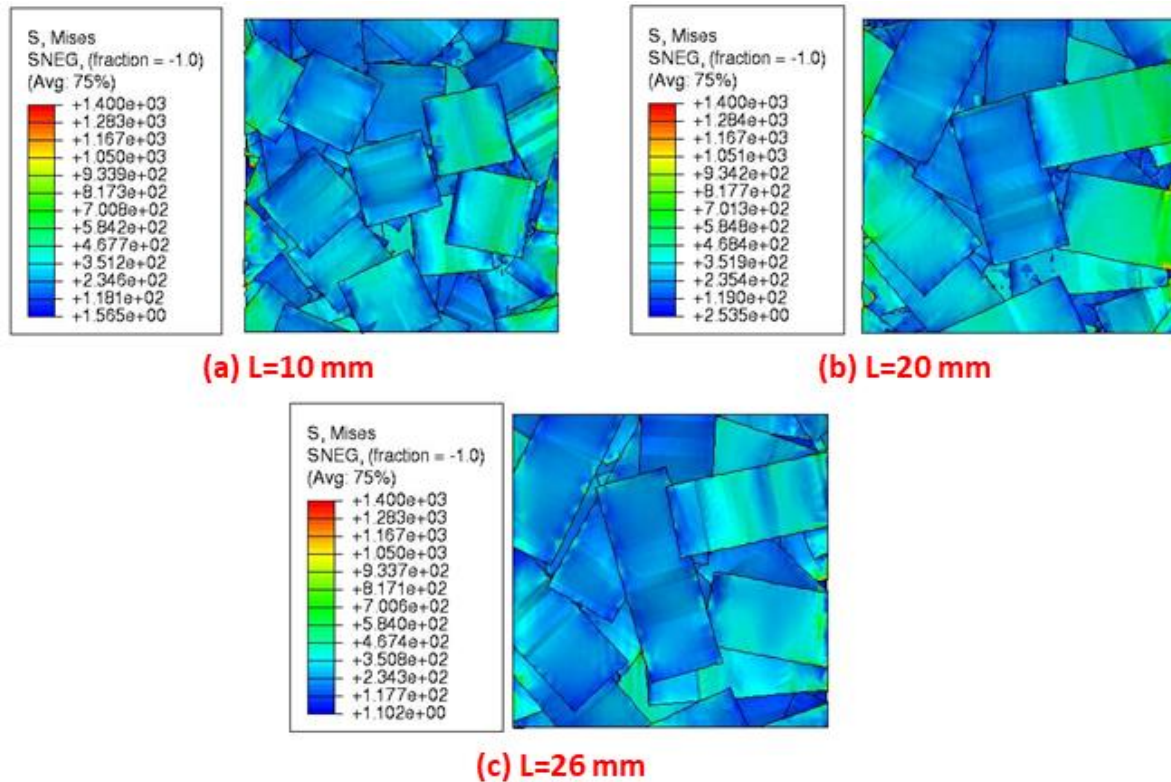 S, Mises
SNEG, (fraction = -1.0)
(Avg: 75%)
+1.400e+03
+1.283e+03
+1.167e+03
+1.050e+03
+9.339e+02
+8.173e+02
+7.008e+02
+5.842e+02
+4.677e+02
+3.512e+02
+2.346e+02
+1.181e+02
+1.565e+00
(a) L=10 mm
S, Mises
SNEG, (fraction = -1.0)
(Avg: 75%)
+1.400e+03
+1.284e+03
+1.167e+03
+1.051e+03
+9.342e+02
+8.177e+02
+7.013e+02
+5.848e+02
+4.684e+02
+3.519e+02
+2.354e+02
+1.190e+02
+2.535e+00
(b) L=20 mm
S, Mises
SNEG, (fraction = -1.0)
(Avg: 75%)
+1.400e+03
+1.283e+03
+1.167e+03
+1.050e+03
+9.337e+02
+8.171e+02
+7.006e+02
+5.840e+02
+4.674e+02
+3.508e+02
+2.343e+02
+1.177e+02
+1.102e+00
(c) L=26 mm